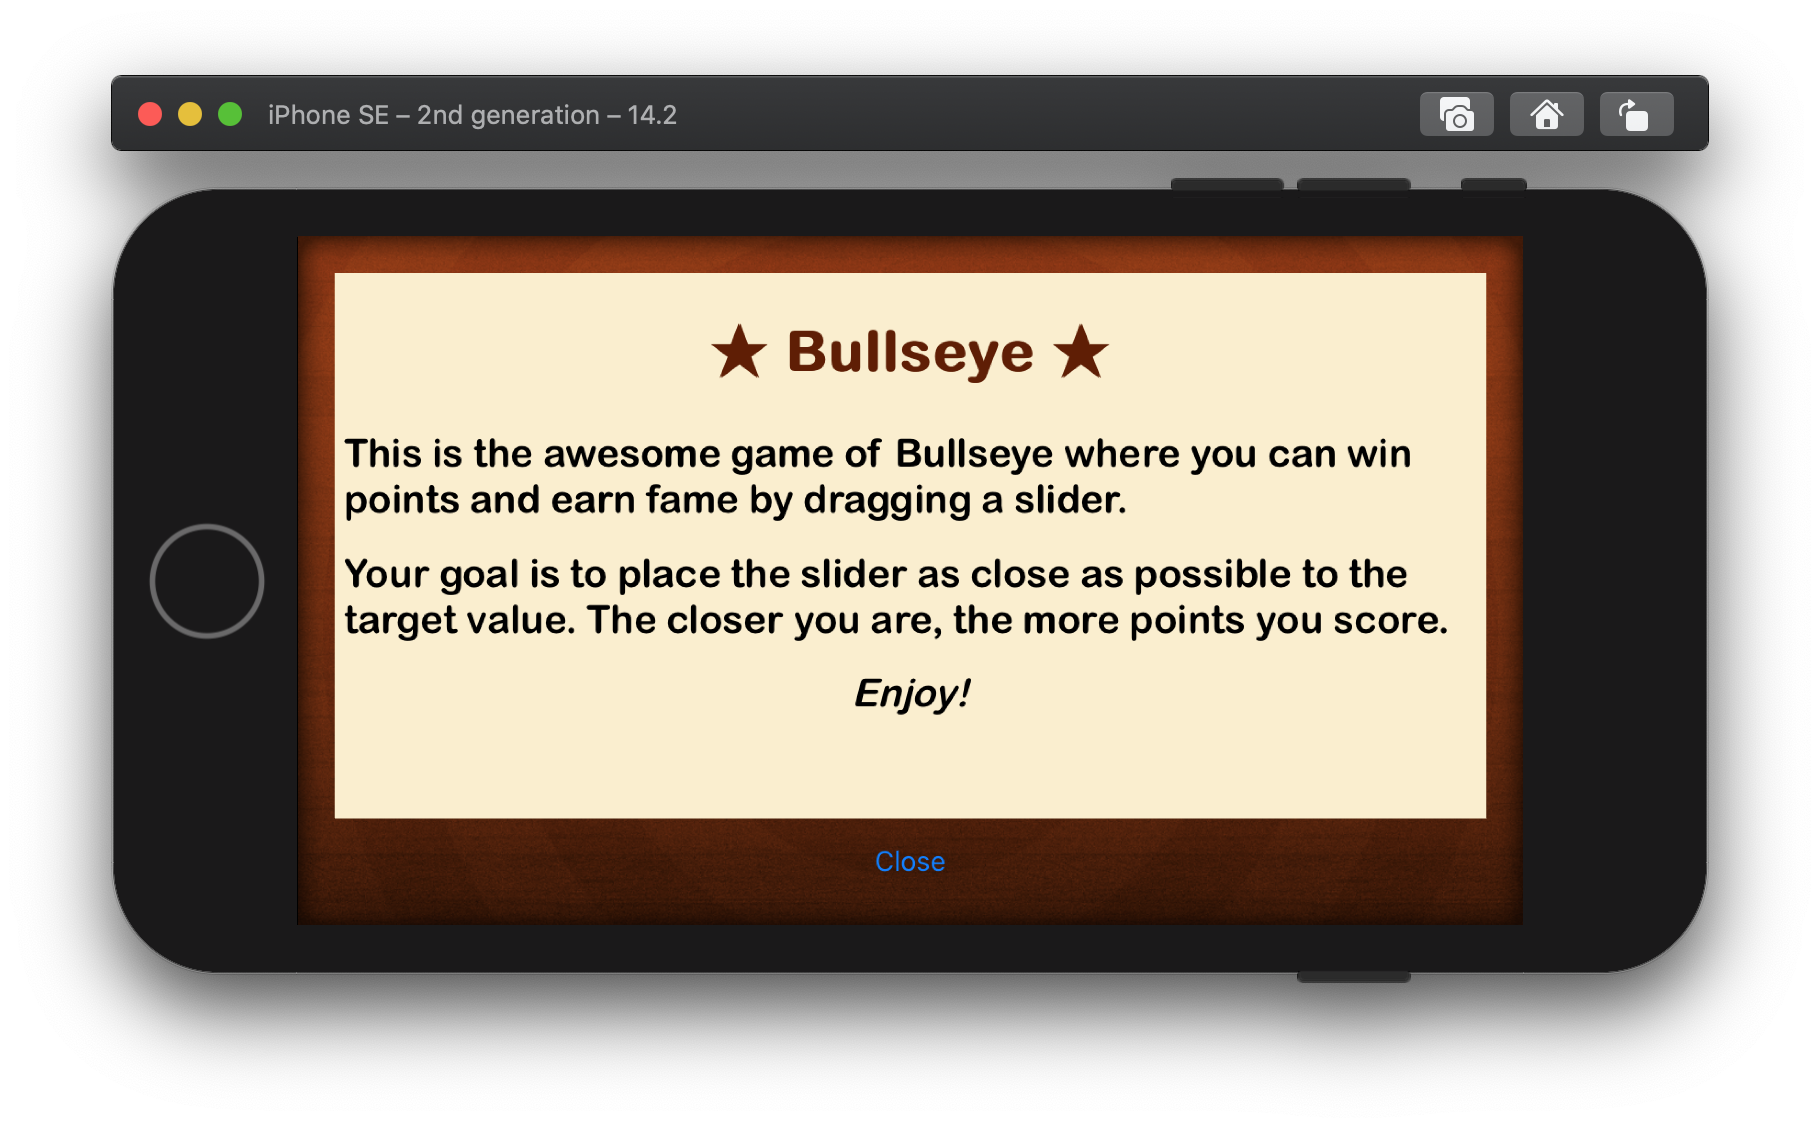 iPhone SE – 2nd generation – 14.2
★ Bullseye ★
This is the awesome game of Bullseye where you can win
points and earn fame by dragging a slider.
Your goal is to place the slider as close as possible to the
target value. The closer you are, the more points you score.
Enjoy!
Close